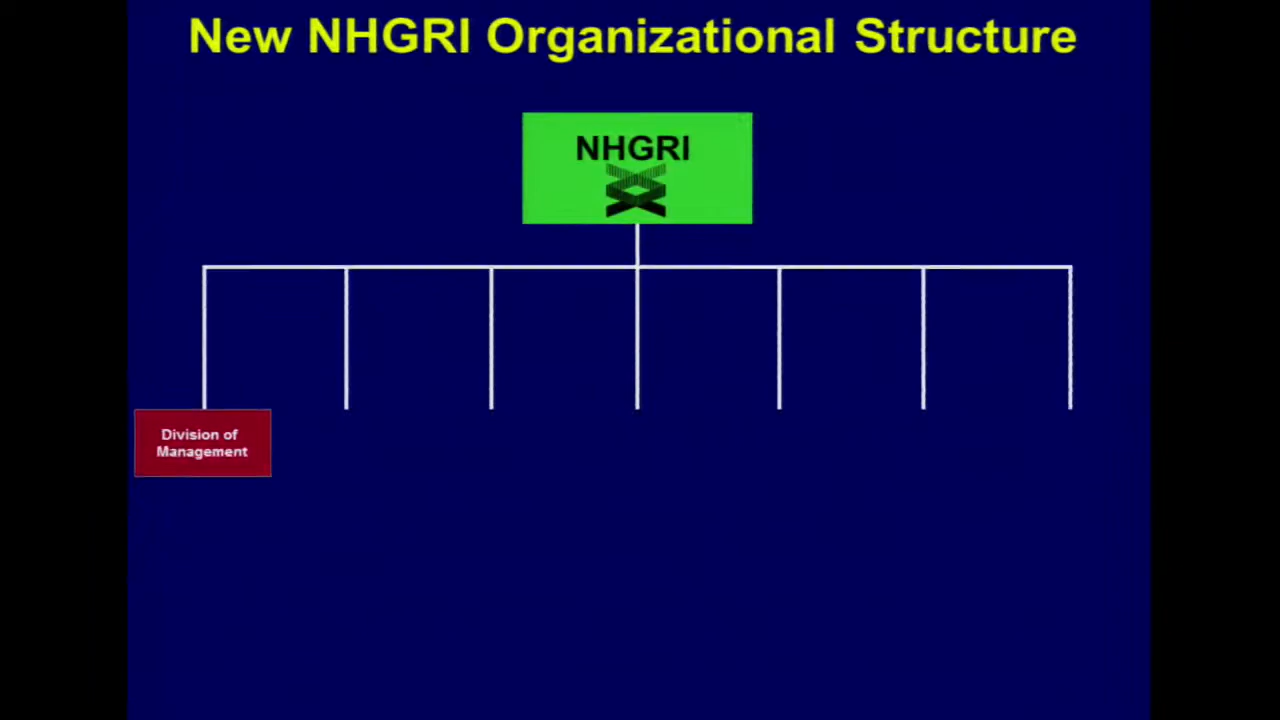 New NHGRI Organizational Structure
NHGRI
Division of
Management